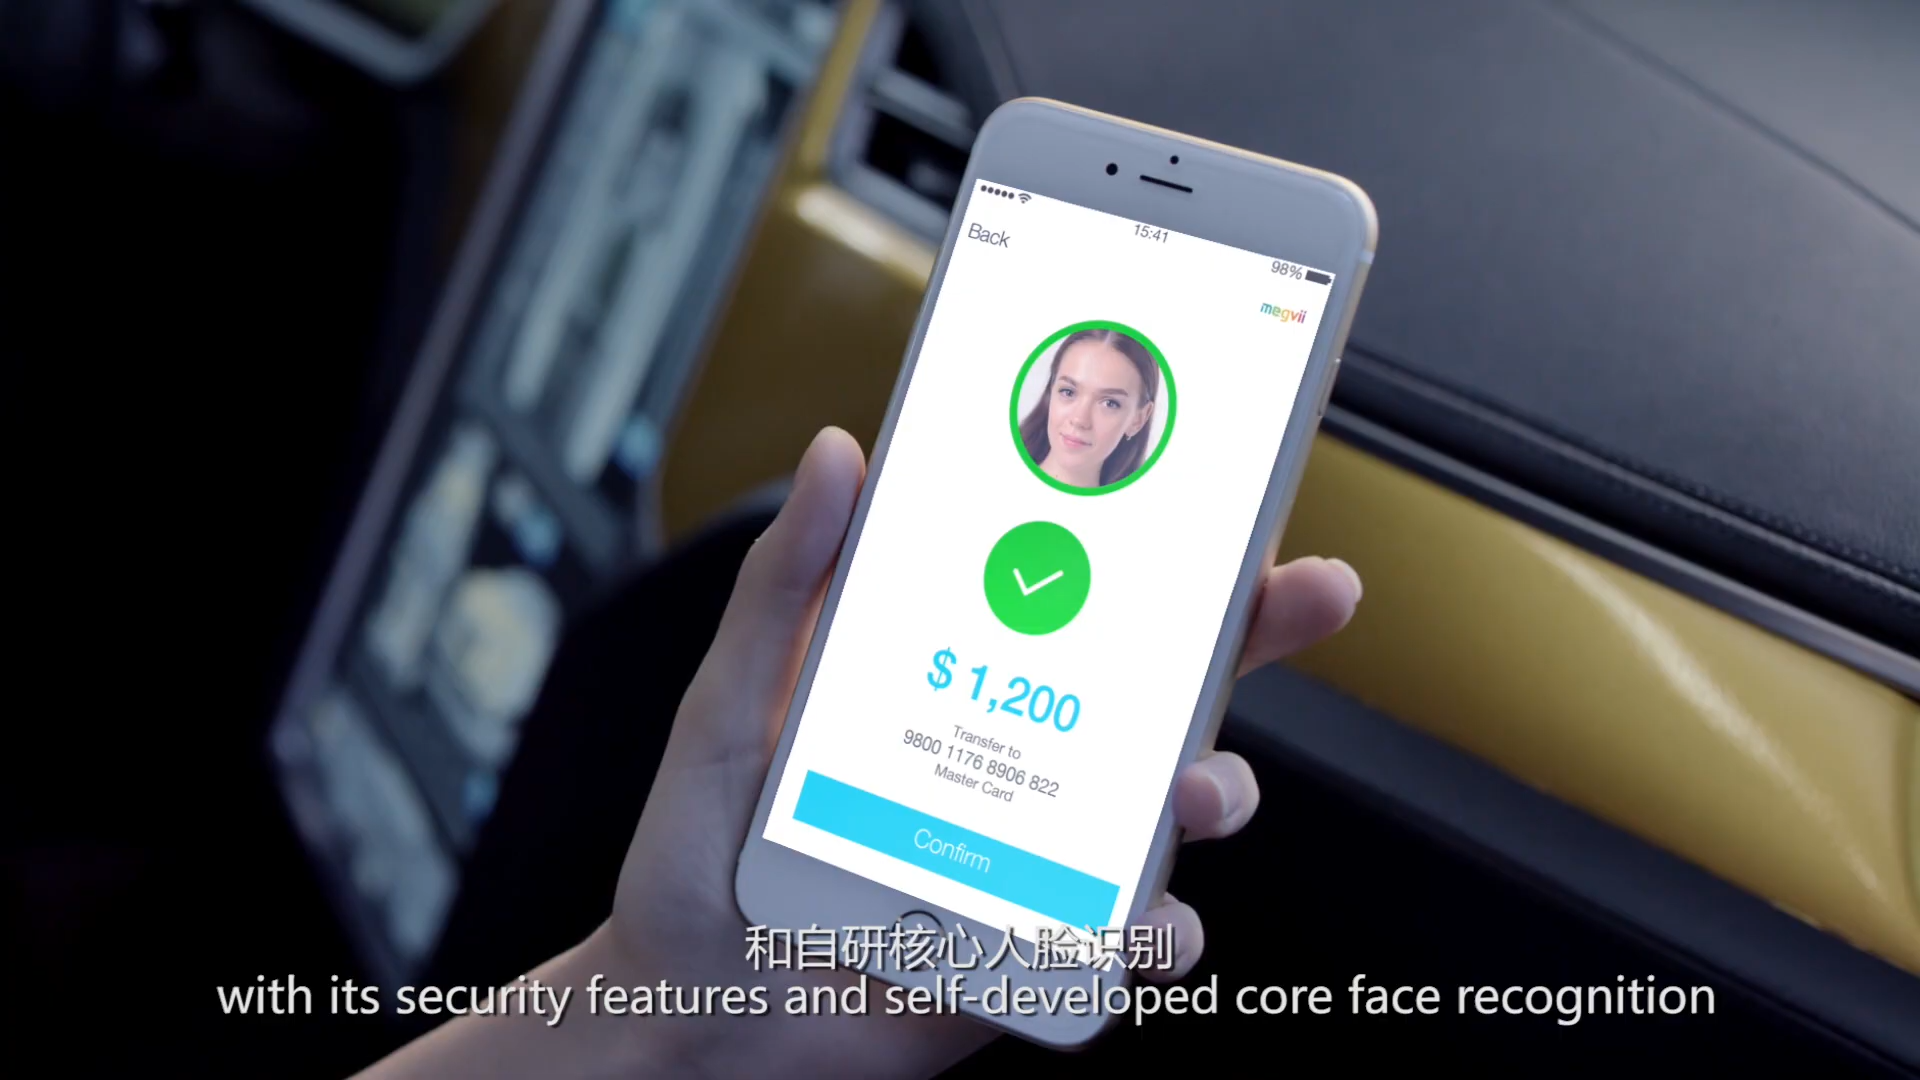 15:41
98%
Back
megvii
$ 1,200
Transfer to
9800 1176 8906 822
Master Card
Confirm
和自研核心人脸识别
with its security features and self-developed core face recognition